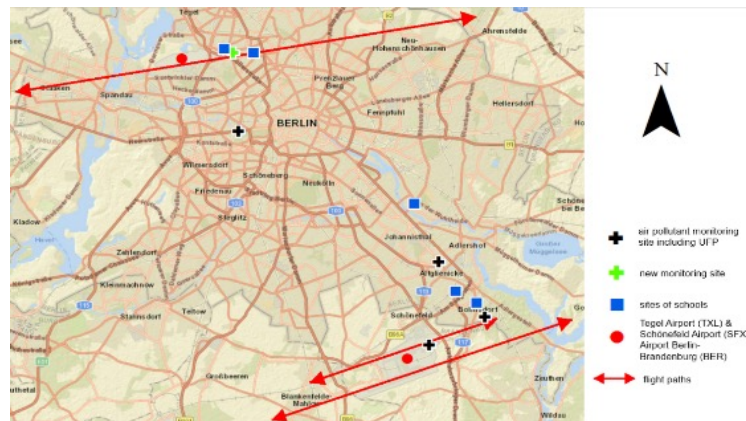 Tegel
Ahrensfelde
Neu-
Hohenschönhausen
Spandau
Prenzlauer
Berg
Hellersdorf
Fennpfuhl
BERLIN
Wilmersdorf
Schöneberg
Friedenau
Neukölln
Steglitz
Kladow
Johannisthal
Adlershof
Zehlendorf
Altglienicke
Kleinmachnow
Schönefeld
Bohnsdorf
Stahnsdorf
Teltow
Großbeeren
Blankenfelde-
Mahlow
Zeuthen
Wildau
N
air pollutant monitoring
site including UFP
new monitoring site
sites of schools
Tegel Airport (TXL) &
Schönefeld Airport (SFX)
Airport Berlin-
Brandenburg (BER)
flight paths